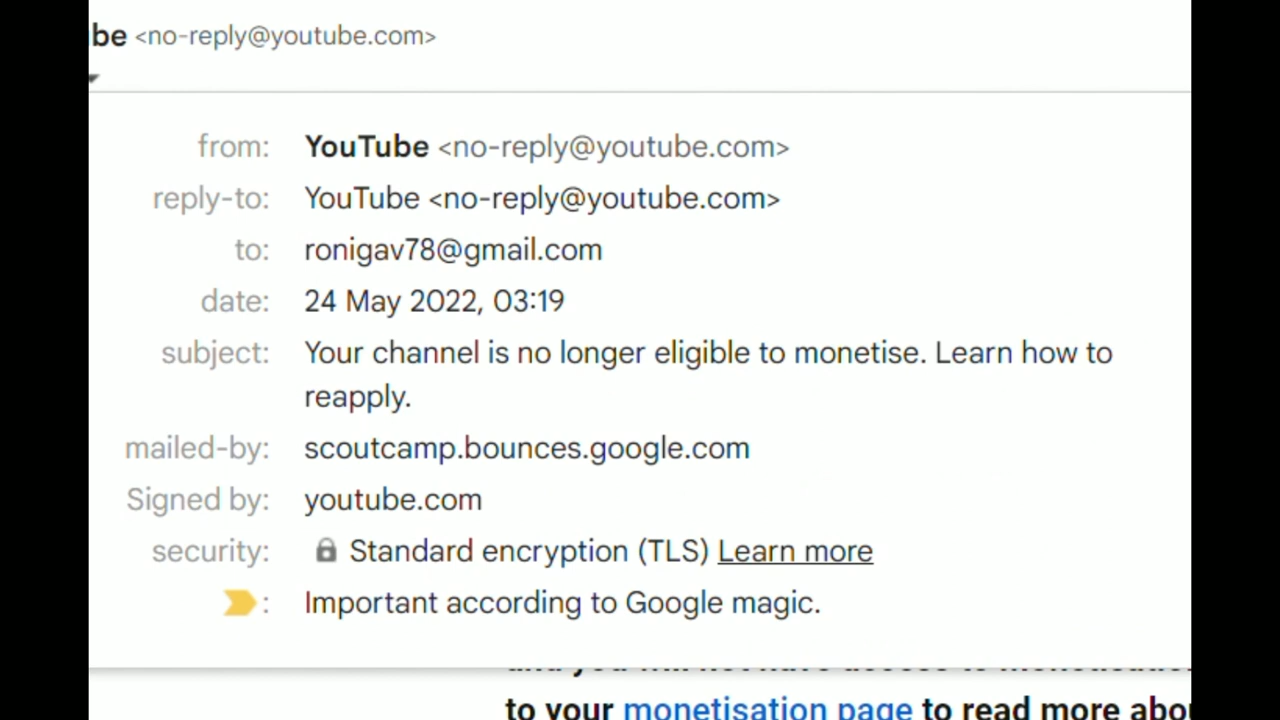 be <no-reply@youtube.com>
from: YouTube <no-reply@youtube.com>
reply-to: YouTube <no-reply@youtube.com>
to: ronigav78@gmail.com
date: 24 May 2022, 03:19
subject: Your channel is no longer eligible to monetise. Learn how to
reapply.
mailed-by: scoutcamp.bounces.google.com
Signed by: youtube.com
security: Standard encryption (TLS) Learn more
: Important according to Google magic.
to your monetisation page to read more abo